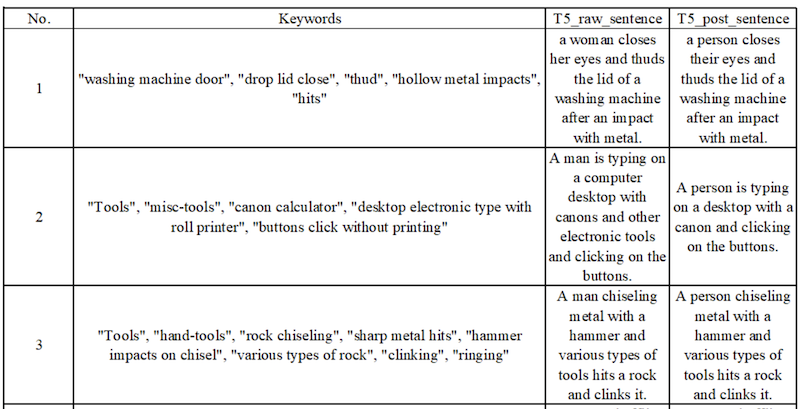 No. Keywords T5_raw_sentence T5_post_sentence
1
"washing machine door", "drop lid close", "thud", "hollow metal impacts",
"hits"
a woman closes
her eyes and thuds
the lid of a
washing machine
after an impact
with metal.
a person closes
their eyes and
thuds the lid of a
washing machine
after an impact
with metal.
2
"Tools", "misc-tools", "canon calculator", "desktop electronic type with
roll printer", "buttons click without printing"
A man is typing on
a computer
desktop with
canons and other
electronic tools
and clicking on the
buttons.
A person is typing
on a desktop with a
canon and clicking
on the buttons.
3
"Tools", "hand-tools", "rock chiseling", "sharp metal hits", "hammer
impacts on chisel", "various types of rock", "clinking", "ringing"
A man chiseling
metal with a
hammer and
various types of
tools hits a rock
and clinks it.
A person chiseling
metal with a
hammer and
various types of
tools hits a rock
and clinks it.